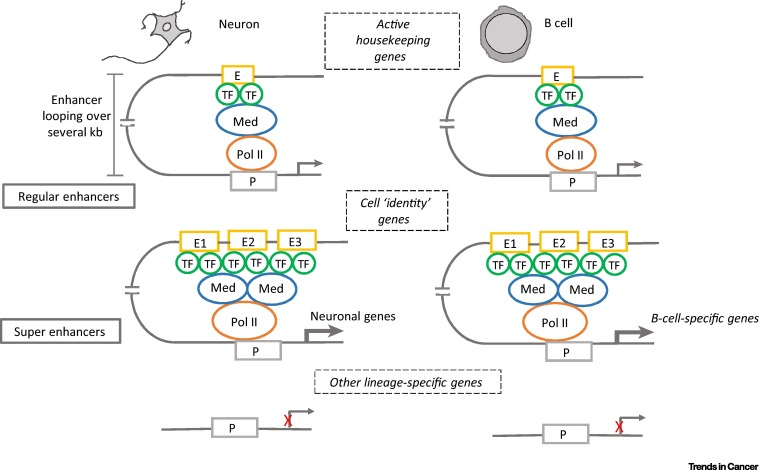 Neuron
Active
housekeeping
genes
B cell
Enhancer
looping over
several kb
E
TF TF
Med
Pol II
P
E
TF TF
Med
Pol II
P
Regular enhancers
Cell ‘identity’
genes
E1 E2 E3
TF TF TF TF TF TF
Med Med
Pol II
P
Neuronal genes
E1 E2 E3
TF TF TF TF TF TF
Med Med
Pol II
P
B-cell-specific genes
Super enhancers
Other lineage-specific genes
P
X
P
X
Trends in Cancer